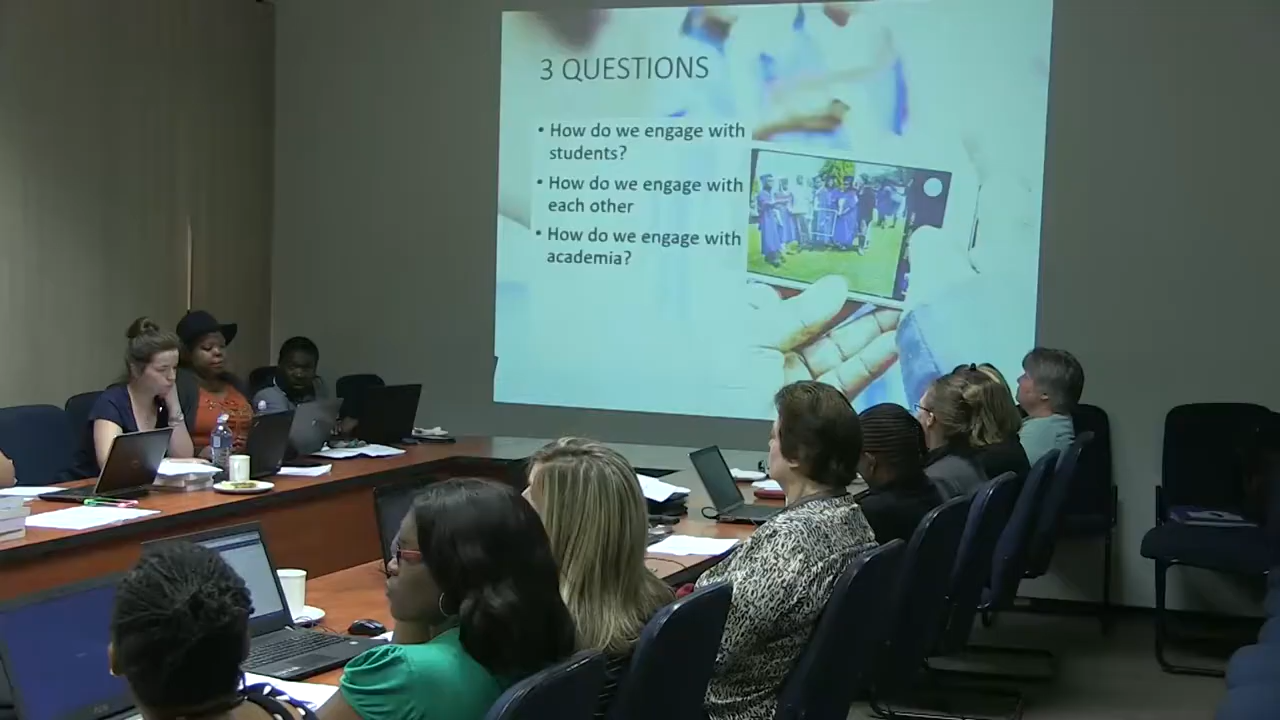 3 QUESTIONS
• How do we engage with
students?
• How do we engage with
each other
• How do we engage with
academia?